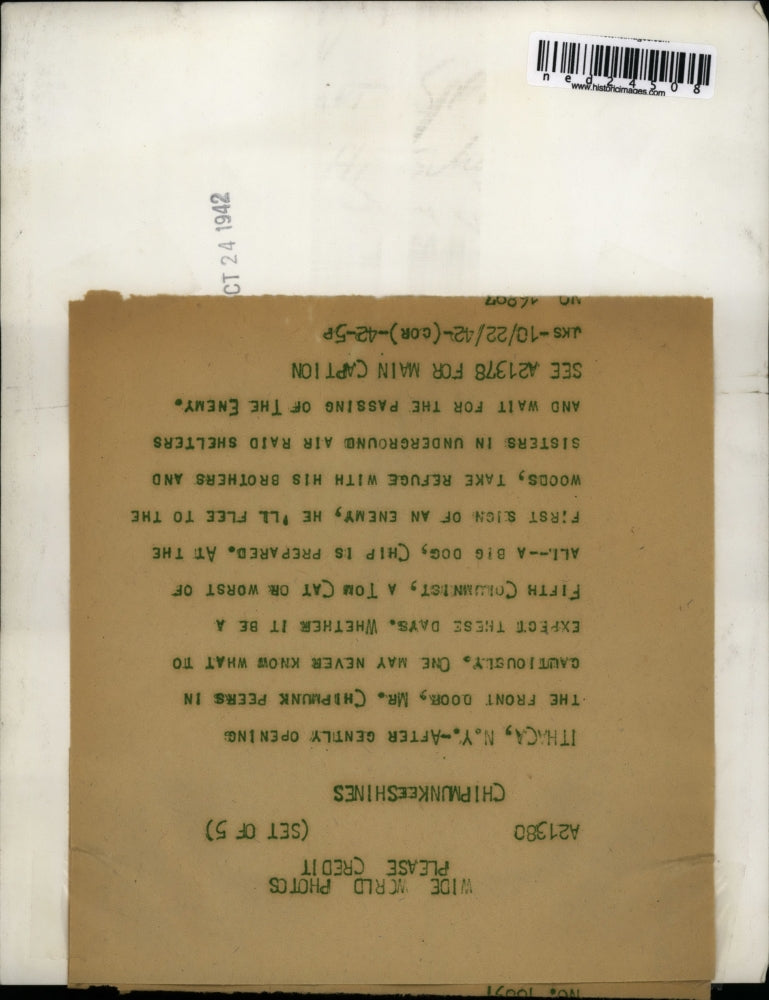 ned24508
www.historicimages.com
CT 24 1942
WIDE WORLD PHOTOS
PLEASE CREDIT
A21380 (SET OF 5)
CHIPMUNKEESHINES
ITHACA, N.Y.-AFTER GENTLY OPENING
THE FRONT DOOR, MR. CHIPMUNK PEERS IN
CAUTIOUSLY. ONE MAY NEVER KNOW WHAT TO
EXPECT THESE DAYS. WHETHER IT BE A
FIFTH COLUMNIST, A TOM CAT OR WORST OF
ALL--A BIG DOG, CHIP IS PREPARED. AT THE
FIRST SIGN OF AN ENEMY, HE 'LL FLEE TO THE
WOODS, TAKE REFUGE WITH HIS BROTHERS AND
SISTERS IN UNDERGROUND AIR RAID SHELTERS
AND WAIT FOR THE PASSING OF THE ENEMY.
SEE A21378 FOR MAIN CAPTION
JKS-10/22/42-(COR)-42-5P
NO